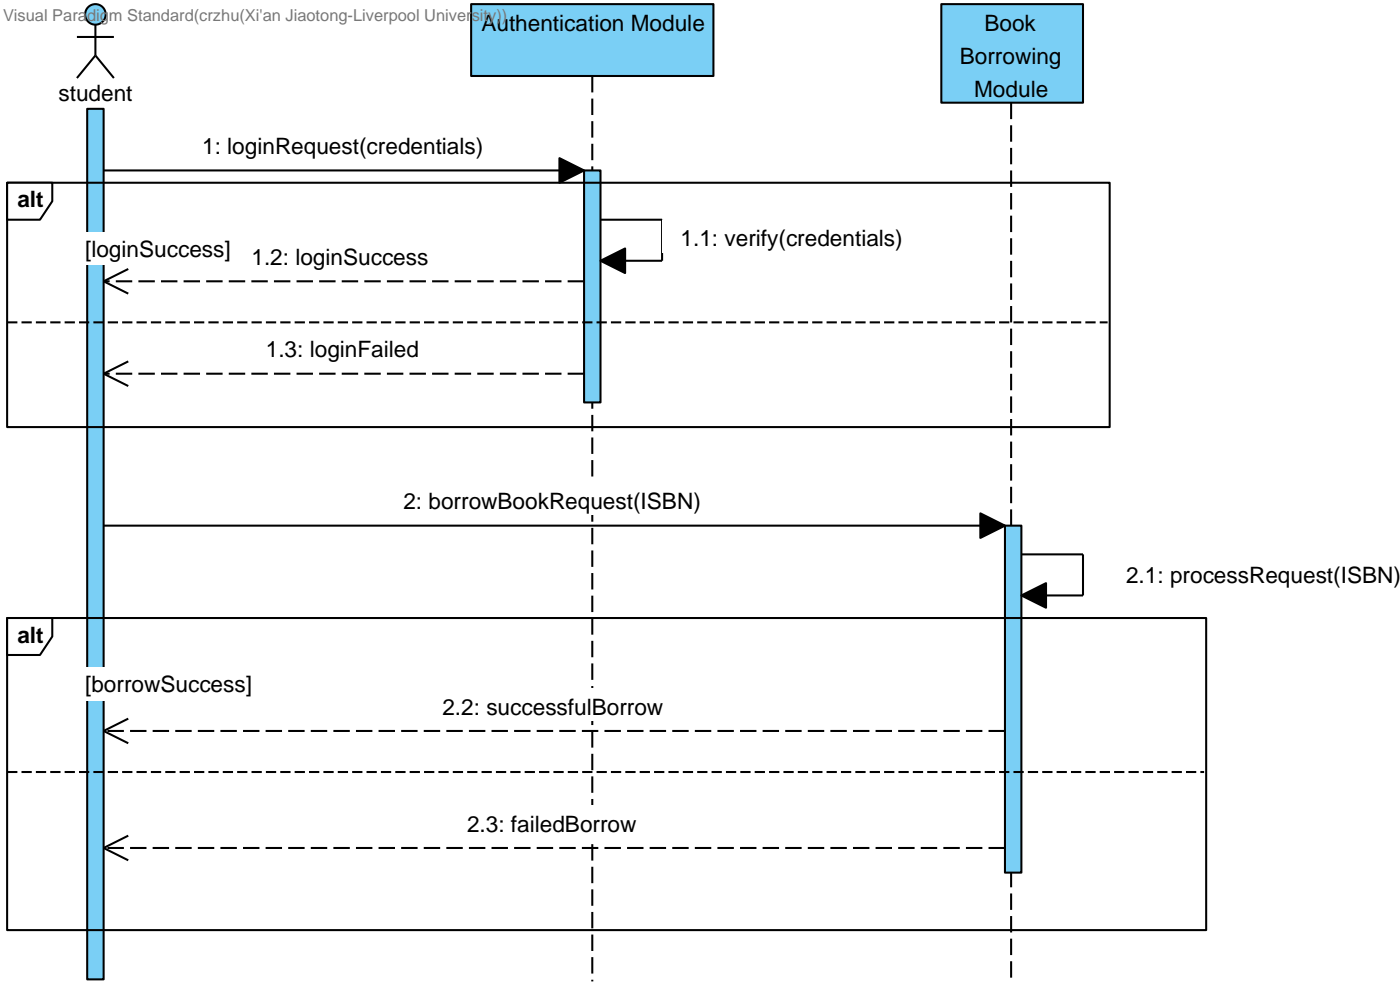 Visual Paradigm Standard(crzhu(Xi'an Jiaotong-Liverpool University))
student
Authentication Module
Book
Borrowing
Module
1: loginRequest(credentials)
alt
[loginSuccess]
1.1: verify(credentials)
1.2: loginSuccess
1.3: loginFailed
2: borrowBookRequest(ISBN)
2.1: processRequest(ISBN)
alt
[borrowSuccess]
2.2: successfulBorrow
2.3: failedBorrow